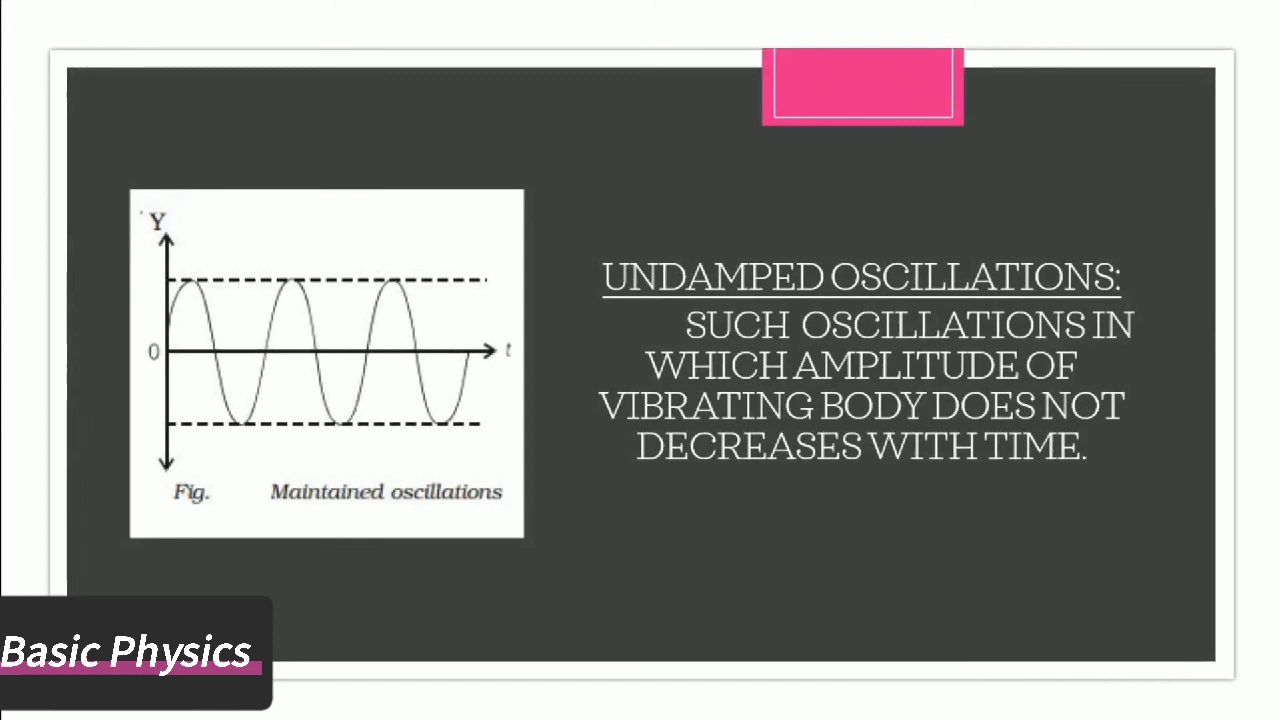 Y
0
t
Fig. Maintained oscillations
UNDAMPED OSCILLATIONS:
SUCH OSCILLATIONS IN
WHICH AMPLITUDE OF
VIBRATING BODY DOES NOT
DECREASES WITH TIME.
Basic Physics